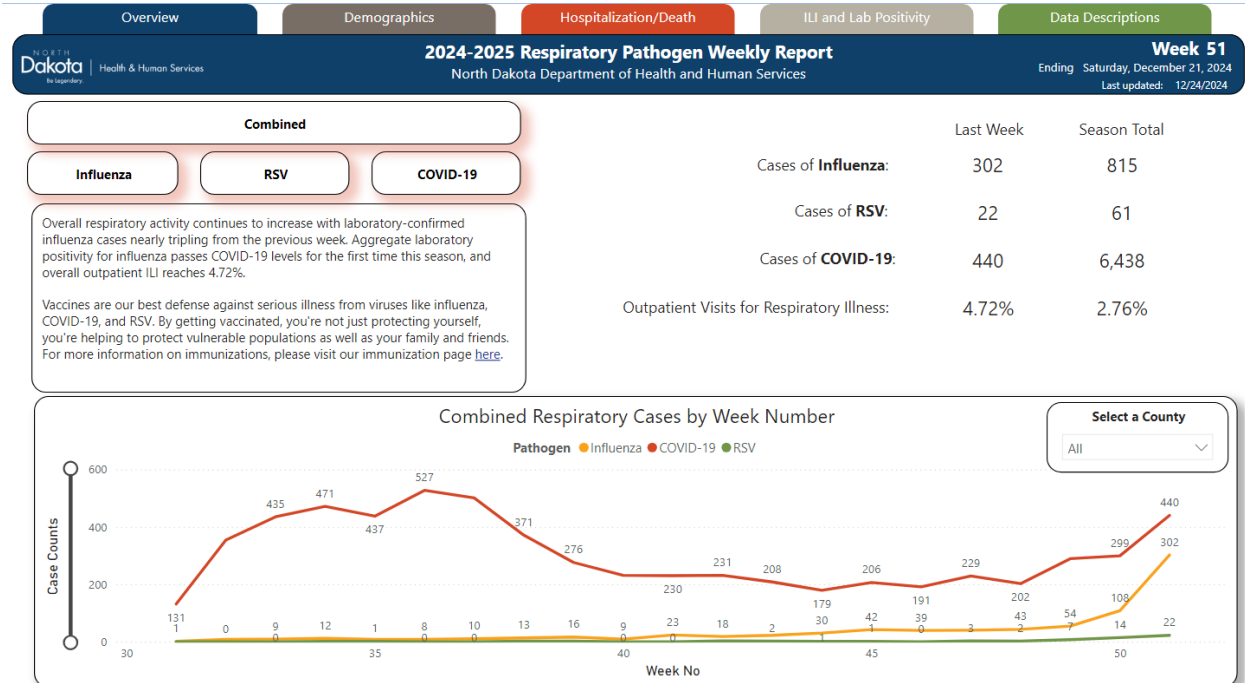 Overview
Demographics
Hospitalization/Death
ILI and Lab Positivity
Data Descriptions
NORTH
Dakota | Health & Human Services
Be Legendary.
2024-2025 Respiratory Pathogen Weekly Report
North Dakota Department of Health and Human Services
Week 51
Ending Saturday, December 21, 2024
Last updated: 12/24/2024
Combined
Influenza
RSV
COVID-19
Overall respiratory activity continues to increase with laboratory-confirmed
influenza cases nearly tripling from the previous week. Aggregate laboratory
positivity for influenza passes COVID-19 levels for the first time this season, and
overall outpatient ILI reaches 4.72%.
Vaccines are our best defense against serious illness from viruses like influenza,
COVID-19, and RSV. By getting vaccinated, you're not just protecting yourself,
you're helping to protect vulnerable populations as well as your family and friends.
For more information on immunizations, please visit our immunization page here.
Last Week Season Total
Cases of Influenza: 302 815
Cases of RSV: 22 61
Cases of COVID-19: 440 6,438
Outpatient Visits for Respiratory Illness: 4.72% 2.76%
Combined Respiratory Cases by Week Number
Pathogen Influenza COVID-19 RSV
Select a County
All
Case Counts
600
400
200
0
131 435 471 437 527 371 276 230 231 208 179 206 191 229 202 299 440
1 0 9 12 1 8 10 13 16 9 23 18 2 30 42 39 3 43 54 108 302
0 0 0 0 1 1 0 2 7 14 22
30 35 40 45 50
Week No